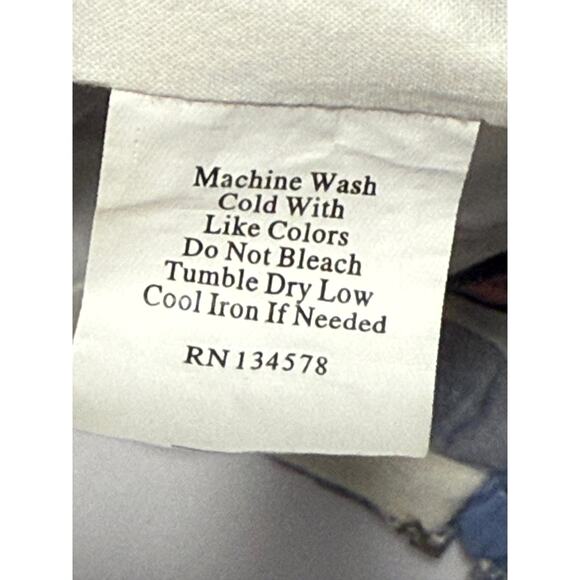 Machine Wash
Cold With
Like Colors
Do Not Bleach
Tumble Dry Low
Cool Iron If Needed
RN 134578